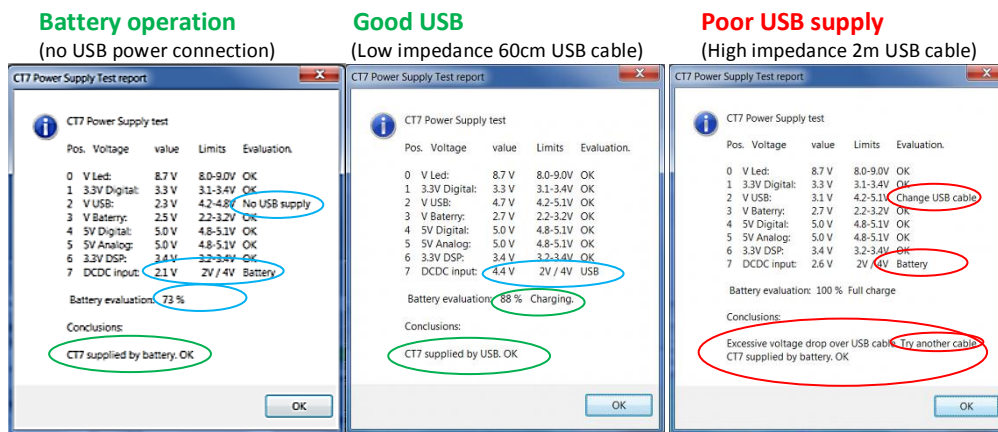 Battery operation
(no USB power connection)
CT7 Power Supply Test report
X
CT7 Power Supply test
Pos. Voltage value Limits Evaluation.
0 V Led: 8.7 V 8.0-9.0V OK
1 3.3V Digital: 3.3 V 3.1-3.4V OK
2 V USB: 2.3 V 4.2-4.8V No USB supply
3 V Baterry: 2.5 V 2.2-3.2V OK
4 5V Digital: 5.0 V 4.8-5.1V OK
5 5V Analog: 5.0 V 4.8-5.1V OK
6 3.3V DSP: 3.4 V 3.2-3.4V OK
7 DCDC input: 2.1 V 2V / 4V Battery
Battery evaluation: 73 %
Conclusions:
CT7 supplied by battery. OK
OK
Good USB
(Low impedance 60cm USB cable)
CT7 Power Supply Test report
X
CT7 Power Supply test
Pos. Voltage value Limits Evaluation.
0 V Led: 8.7 V 8.0-9.0V OK
1 3.3V Digital: 3.3 V 3.1-3.4V OK
2 V USB: 4.7 V 4.2-5.1V OK
3 V Baterry: 2.7 V 2.2-3.2V OK
4 5V Digital: 5.0 V 4.8-5.1V OK
5 5V Analog: 5.0 V 4.8-5.1V OK
6 3.3V DSP: 3.4 V 3.2-3.4V OK
7 DCDC input: 4.4 V 2V / 4V USB
Battery evaluation: 88 % Charging.
Conclusions:
CT7 supplied by USB. OK
OK
Poor USB supply
(High impedance 2m USB cable)
CT7 Power Supply Test report
X
CT7 Power Supply test
Pos. Voltage value Limits Evaluation.
0 V Led: 8.7 V 8.0-9.0V OK
1 3.3V Digital: 3.3 V 3.1-3.4V OK
2 V USB: 3.1 V 4.2-5.1V Change USB cable
3 V Baterry: 2.7 V 2.2-3.2V OK
4 5V Digital: 5.0 V 4.8-5.1V OK
5 5V Analog: 5.0 V 4.8-5.1V OK
6 3.3V DSP: 3.4 V 3.2-3.4V OK
7 DCDC input: 2.6 V 2V / 4V Battery
Battery evaluation: 100 % Full charge
Conclusions:
Excessive voltage drop over USB cable. Try another cable
CT7 supplied by battery. OK
OK